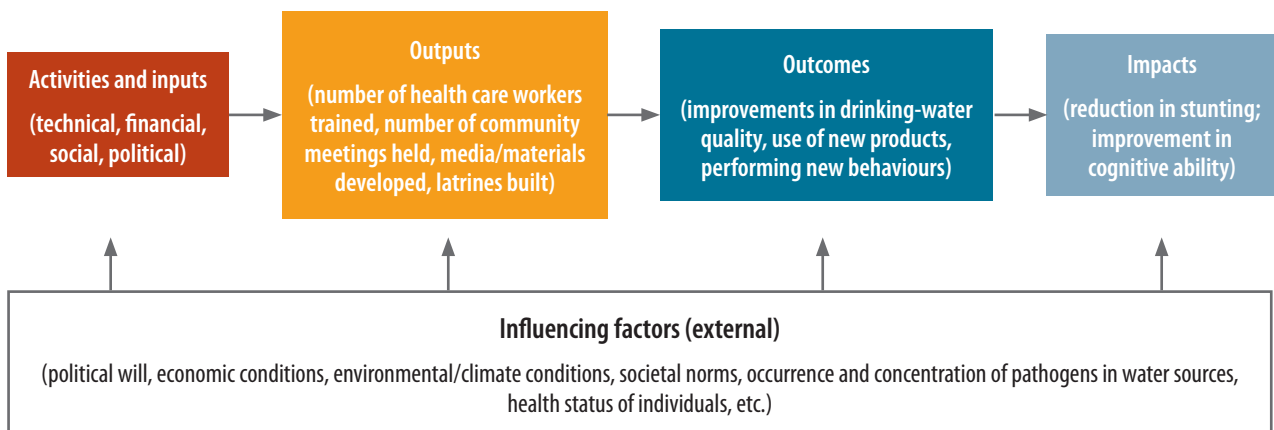 Activities and inputs
(technical, financial,
social, political)
Outputs
(number of health care workers
trained, number of community
meetings held, media/materials
developed, latrines built)
Outcomes
(improvements in drinking-water
quality, use of new products,
performing new behaviours)
Impacts
(reduction in stunting;
improvement in
cognitive ability)
Influencing factors (external)
(political will, economic conditions, environmental/climate conditions, societal norms, occurrence and concentration of pathogens in water sources,
health status of individuals, etc.)